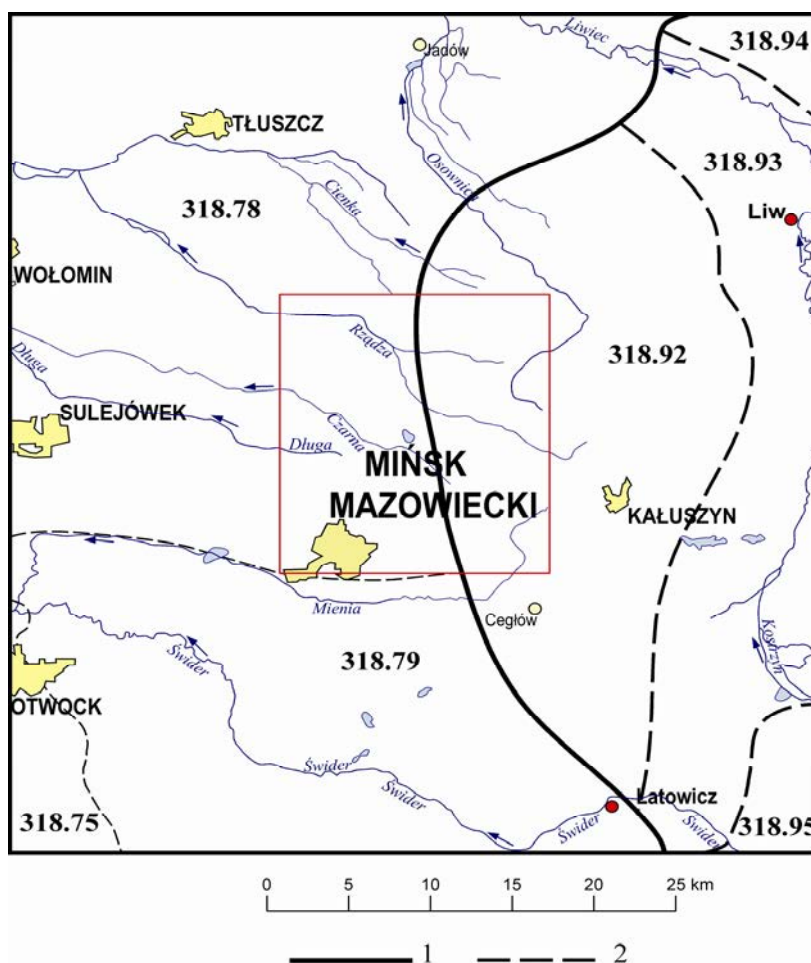 Liwiec
318.94
Jadów
TŁUSZCZ
Osownica
318.93
Cienka
318.78
Liw
WOŁOMIN
Rządza
318.92
Długa
SULEJÓWEK
Czarna
Długa
MIŃSK
MAZOWIECKI
KAŁUSZYN
Mienia
Cegłów
Kostrzyn
318.79
Świder
OTWOCK
Świder
Świder
Łatowicz
318.75
Świder
Świder
318.95
0 5 10 15 20 25 km
1 2